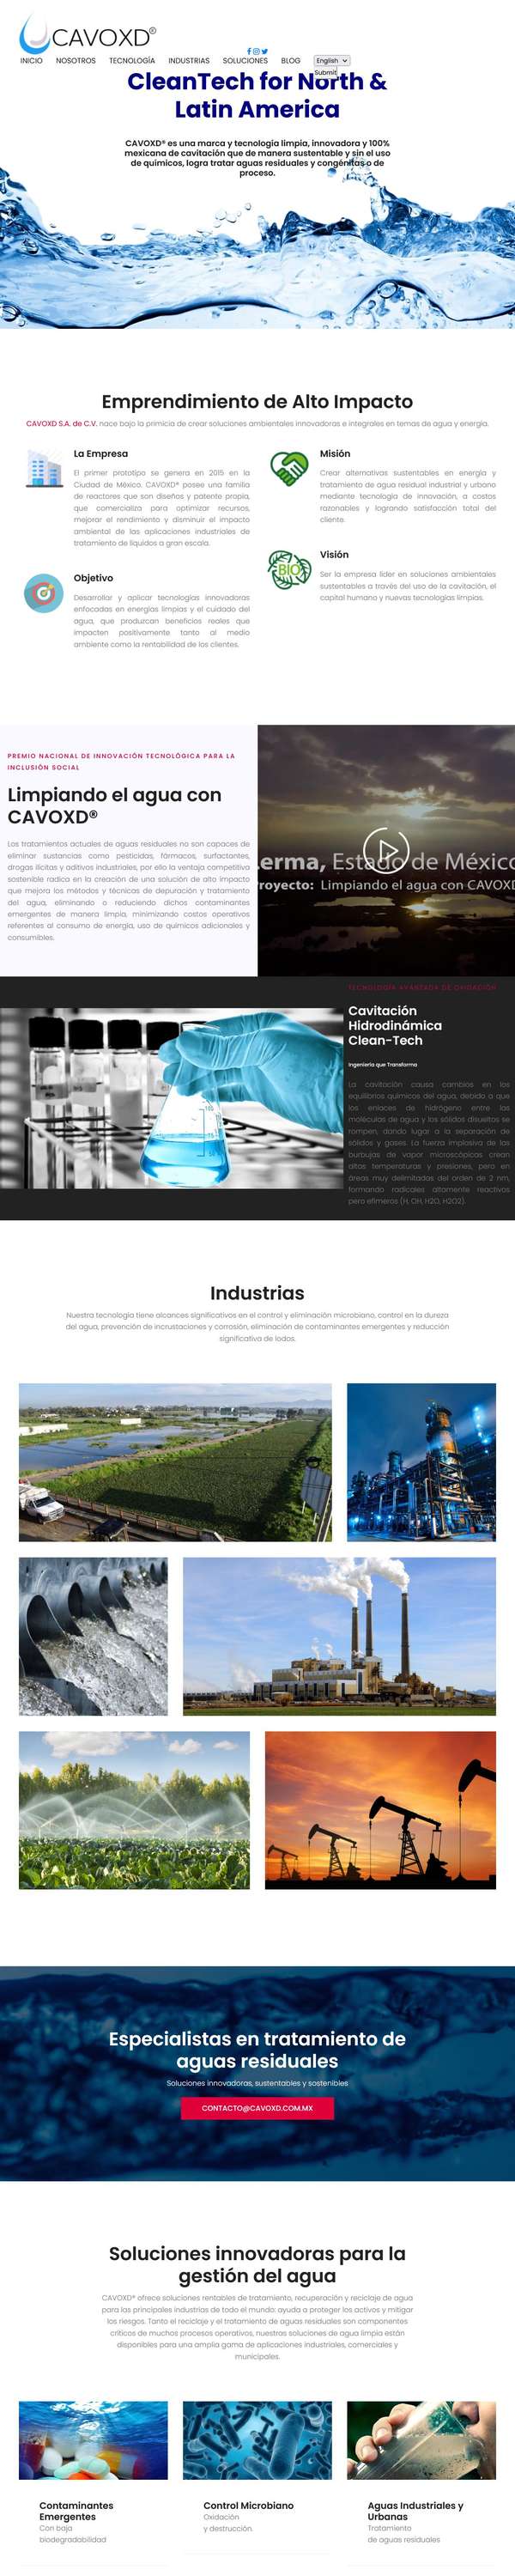 CAVOXD®
INICIO NOSOTROS TECNOLOGÍA INDUSTRIAS SOLUCIONES BLOG English
Submit
CleanTech for North &
Latin America
CAVOXD® es una marca y tecnología limpia, innovadora y 100%
mexicana de cavitación que de manera sustentable y sin el uso
de químicos, logra tratar aguas residuales y congénitas o de
proceso.
Emprendimiento de Alto Impacto
CAVOXD S.A. de C.V. nace bajo la primicia de crear soluciones ambientales innovadoras e integrales en temas de agua y energía.
La Empresa
El primer prototipo se genera en 2015 en la
Ciudad de México. CAVOXD® posee una familia
de reactores que son diseños y patente propia,
que comercializa para optimizar recursos,
mejorar el rendimiento y disminuir el impacto
ambiental de las aplicaciones industriales de
tratamiento de líquidos a gran escala.
Objetivo
Desarrollar y aplicar tecnologías innovadoras
enfocadas en energías limpias y el cuidado del
agua, que produzcan beneficios reales que
impacten positivamente tanto al medio
ambiente como la rentabilidad de los clientes.
Misión
Crear alternativas sustentables en energía y
tratamiento de agua residual industrial y urbano
mediante tecnología de innovación, a costos
razonables y logrando satisfacción total del
cliente.
BIO
Visión
Ser la empresa líder en soluciones ambientales
sustentables a través del uso de la cavitación, el
capital humano y nuevas tecnologías limpias.
PREMIO NACIONAL DE INNOVACIÓN TECNOLÓGICA PARA LA
INCLUSIÓN SOCIAL
Limpiando el agua con
CAVOXD®
Los tratamientos actuales de aguas residuales no son capaces de
eliminar sustancias como pesticidas, fármacos, surfactantes,
drogas ilícitas y aditivos industriales, por ello la ventaja competitiva
sostenible radica en la creación de una solución de alto impacto
que mejora los métodos y técnicas de depuración y tratamiento
del agua, eliminando o reduciendo dichos contaminantes
emergentes de manera limpia, minimizando costos operativos
referentes al consumo de energía, uso de químicos adicionales y
consumibles.
erma, Estado de México
royecto: Limpiando el agua con CAVOXD
TECNOLOGÍA AVANZADA DE CAVITACIÓN
Cavitación
Hidrodinámica
Clean-Tech
Ingeniería que Transforma
La cavitación causa cambios en los
equilibrios químicos del agua, debido a que
los enlaces de hidrógeno entre las
moléculas de agua y los sólidos disueltos se
rompen, dando lugar a la separación de
sólidos y gases. La fuerza implosiva de las
burbujas de vapor microscópicas crean
altas temperaturas y presiones, pero en
áreas muy delimitadas del orden de 2 nm,
formando radicales altamente reactivos
pero efímeros (H, OH, H2O, H2O2).
Industrias
Nuestra tecnología tiene alcances significativos en el control y eliminación microbiano, control en la dureza
del agua, prevención de incrustaciones y corrosión, eliminación de contaminantes emergentes y reducción
significativa de lodos.
Especialistas en tratamiento de
aguas residuales
Soluciones innovadoras, sustentables y sostenibles
CONTACTO@CAVOXD.COM.MX
Soluciones innovadoras para la
gestión del agua
CAVOXD® ofrece soluciones rentables de tratamiento, recuperación y reciclaje de agua
para las principales industrias de todo el mundo: ayuda a proteger los activos y mitigar
los riesgos. Tanto el reciclaje y el tratamiento de aguas residuales son componentes
críticos de muchos procesos operativos, nuestras soluciones de agua limpia están
disponibles para una amplia gama de aplicaciones industriales, comerciales y
municipales.
Contaminantes
Emergentes
Con baja
biodegradabilidad
Control Microbiano
Oxidación
y destrucción.
Aguas Industriales y
Urbanas
Tratamiento
de aguas residuales